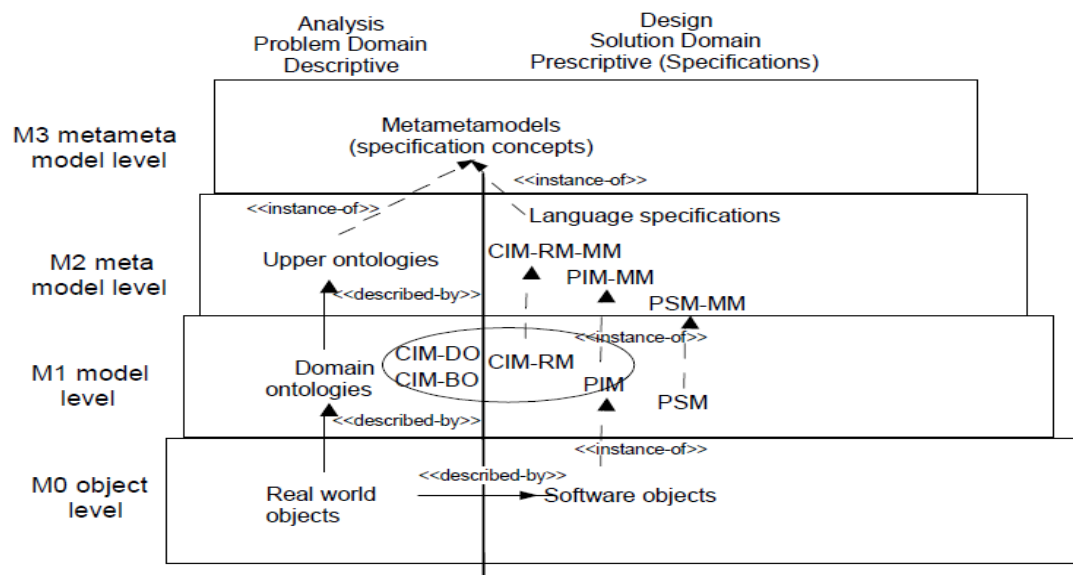 Analysis
Problem Domain
Descriptive
Design
Solution Domain
Prescriptive (Specifications)
M3 metameta
model level
Metametamodels
(specification concepts)
<<instance-of>>
<<instance-of>>
Language specifications
M2 meta
model level
Upper ontologies
CIM-RM-MM
PIM-MM
PSM-MM
<<described-by>>
<<instance-of>>
M1 model
level
Domain
ontologies
CIM-DO
CIM-BO
CIM-RM
PIM
PSM
<<described-by>>
<<instance-of>>
<<described-by>>
M0 object
level
Real world
objects
Software objects